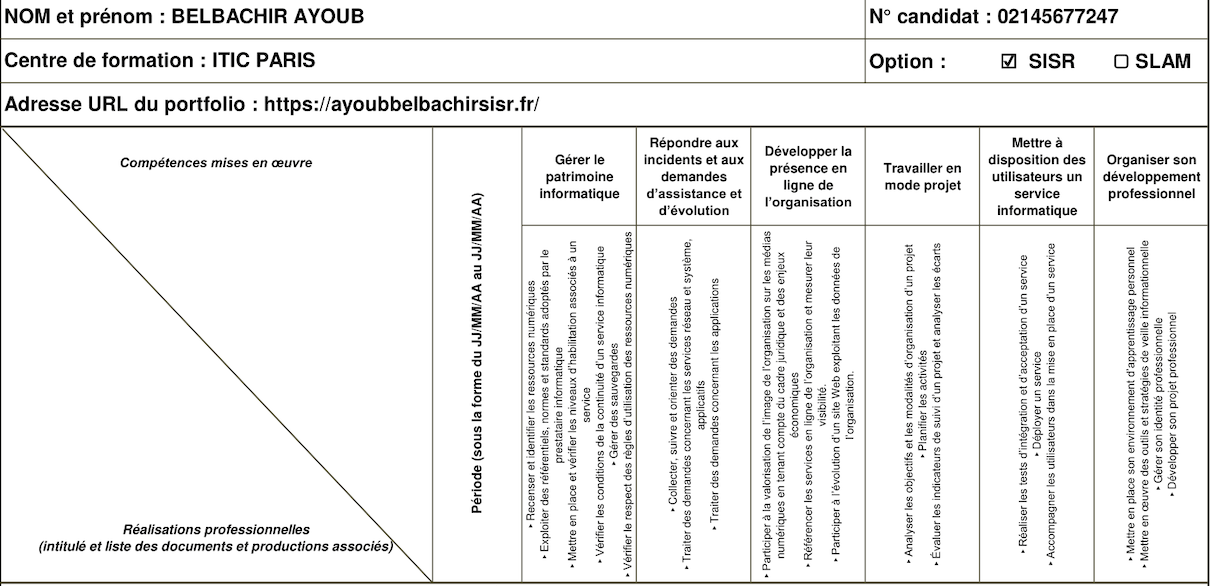 NOM et prénom : BELBACHIR AYOUB
N° candidat : 02145677247
Centre de formation : ITIC PARIS
Option : ☑ SISR ☐ SLAM
Adresse URL du portfolio : https://ayoubbelbachirsisr.fr/
Compétences mises en œuvre
Réalisations professionnelles
(intitulé et liste des documents et productions associés)
Période (sous la forme du JJ/MM/AA au JJ/MM/AA)
Gérer le
patrimoine
informatique
‣ Recenser et identifier les ressources numériques
‣ Exploiter des référentiels, normes et standards adoptés par le
prestataire informatique
‣ Mettre en place et vérifier les niveaux d’habilitation associés à un
service
‣ Vérifier les conditions de la continuité d’un service informatique
‣ Gérer des sauvegardes
‣ Vérifier le respect des règles d’utilisation des ressources numériques
Répondre aux
incidents et aux
demandes
d’assistance et
d’évolution
‣ Collecter, suivre et orienter des demandes
‣ Traiter des demandes concernant les services réseau et système,
applicatifs
‣ Traiter des demandes concernant les applications
Développer la
présence en
ligne de
l’organisation
‣ Participer à la valorisation de l’image de l’organisation sur les médias
numériques en tenant compte du cadre juridique et des enjeux
économiques
‣ Référencer les services en ligne de l’organisation et mesurer leur
visibilité.
‣ Participer à l’évolution d’un site Web exploitant les données de
l’organisation.
Travailler en
mode projet
‣ Analyser les objectifs et les modalités d’organisation d’un projet
‣ Planifier les activités
‣ Évaluer les indicateurs de suivi d’un projet et analyser les écarts
Mettre à
disposition des
utilisateurs un
service
informatique
‣ Réaliser les tests d’intégration et d’acceptation d’un service
‣ Déployer un service
‣ Accompagner les utilisateurs dans la mise en place d’un service
Organiser son
développement
professionnel
‣ Mettre en place son environnement d’apprentissage personnel
‣ Mettre en œuvre des outils et stratégies de veille informationnelle
‣ Gérer son identité professionnelle
‣ Développer son projet professionnel